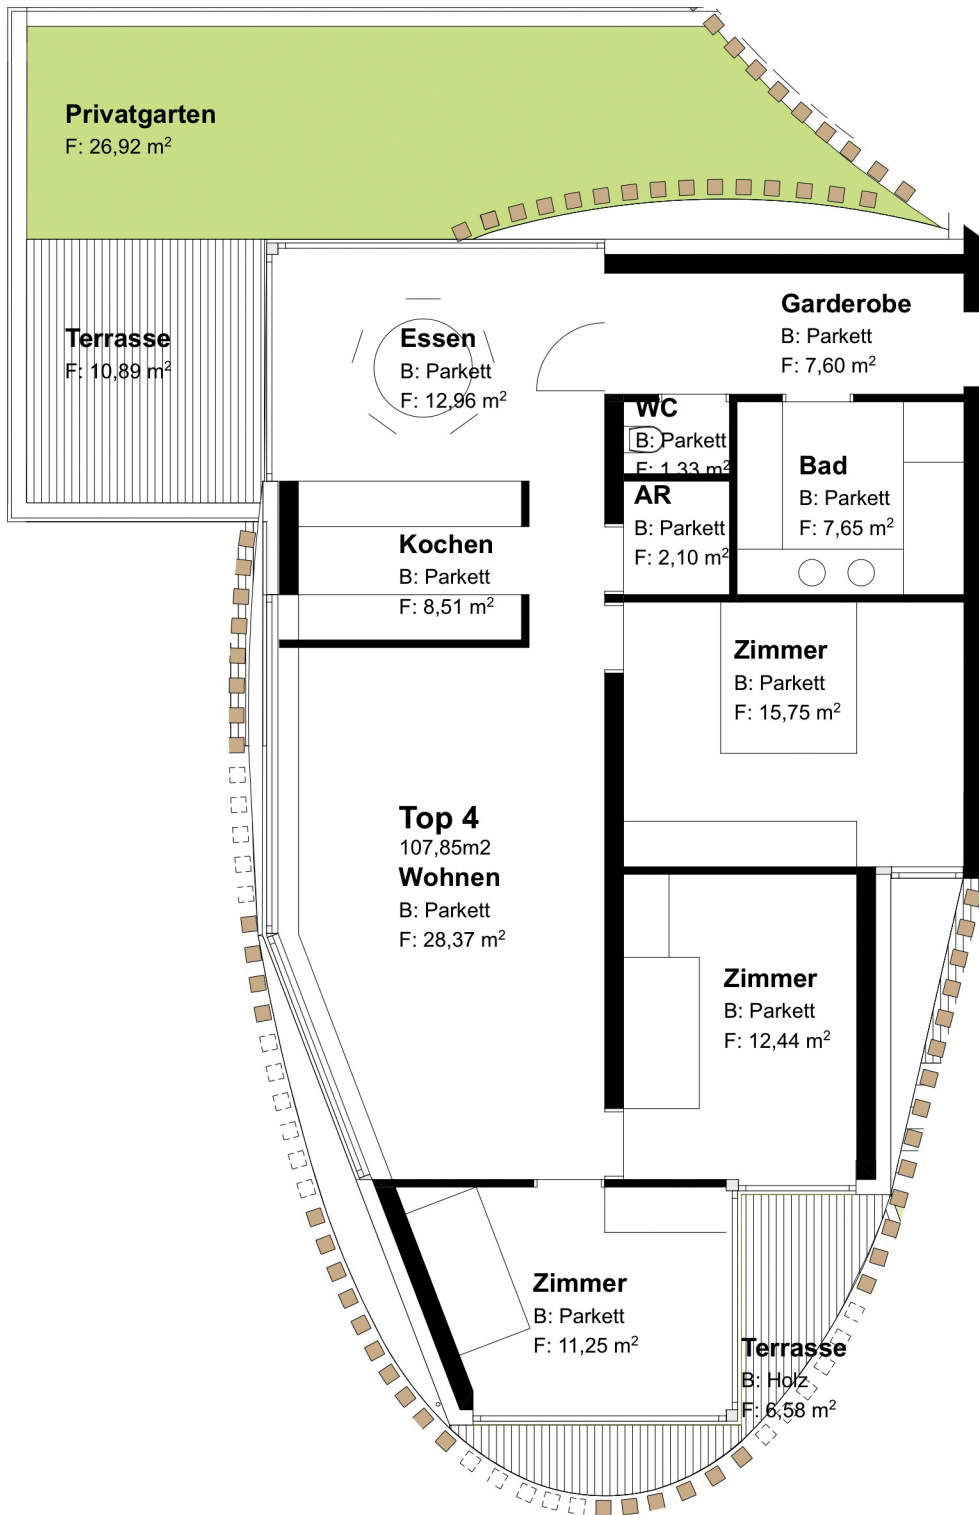 Privatgarten
F: 26,92 m²
Terrasse
F: 10,89 m²
Essen
B: Parkett
F: 12,96 m²
Garderobe
B: Parkett
F: 7,60 m²
WC
B: Parkett
F: 1,33 m²
AR
B: Parkett
F: 2,10 m²
Bad
B: Parkett
F: 7,65 m²
Kochen
B: Parkett
F: 8,51 m²
Zimmer
B: Parkett
F: 15,75 m²
Top 4
107,85m2
Wohnen
B: Parkett
F: 28,37 m²
Zimmer
B: Parkett
F: 12,44 m²
Zimmer
B: Parkett
F: 11,25 m²
Terrasse
B: Holz
F: 6,58 m²